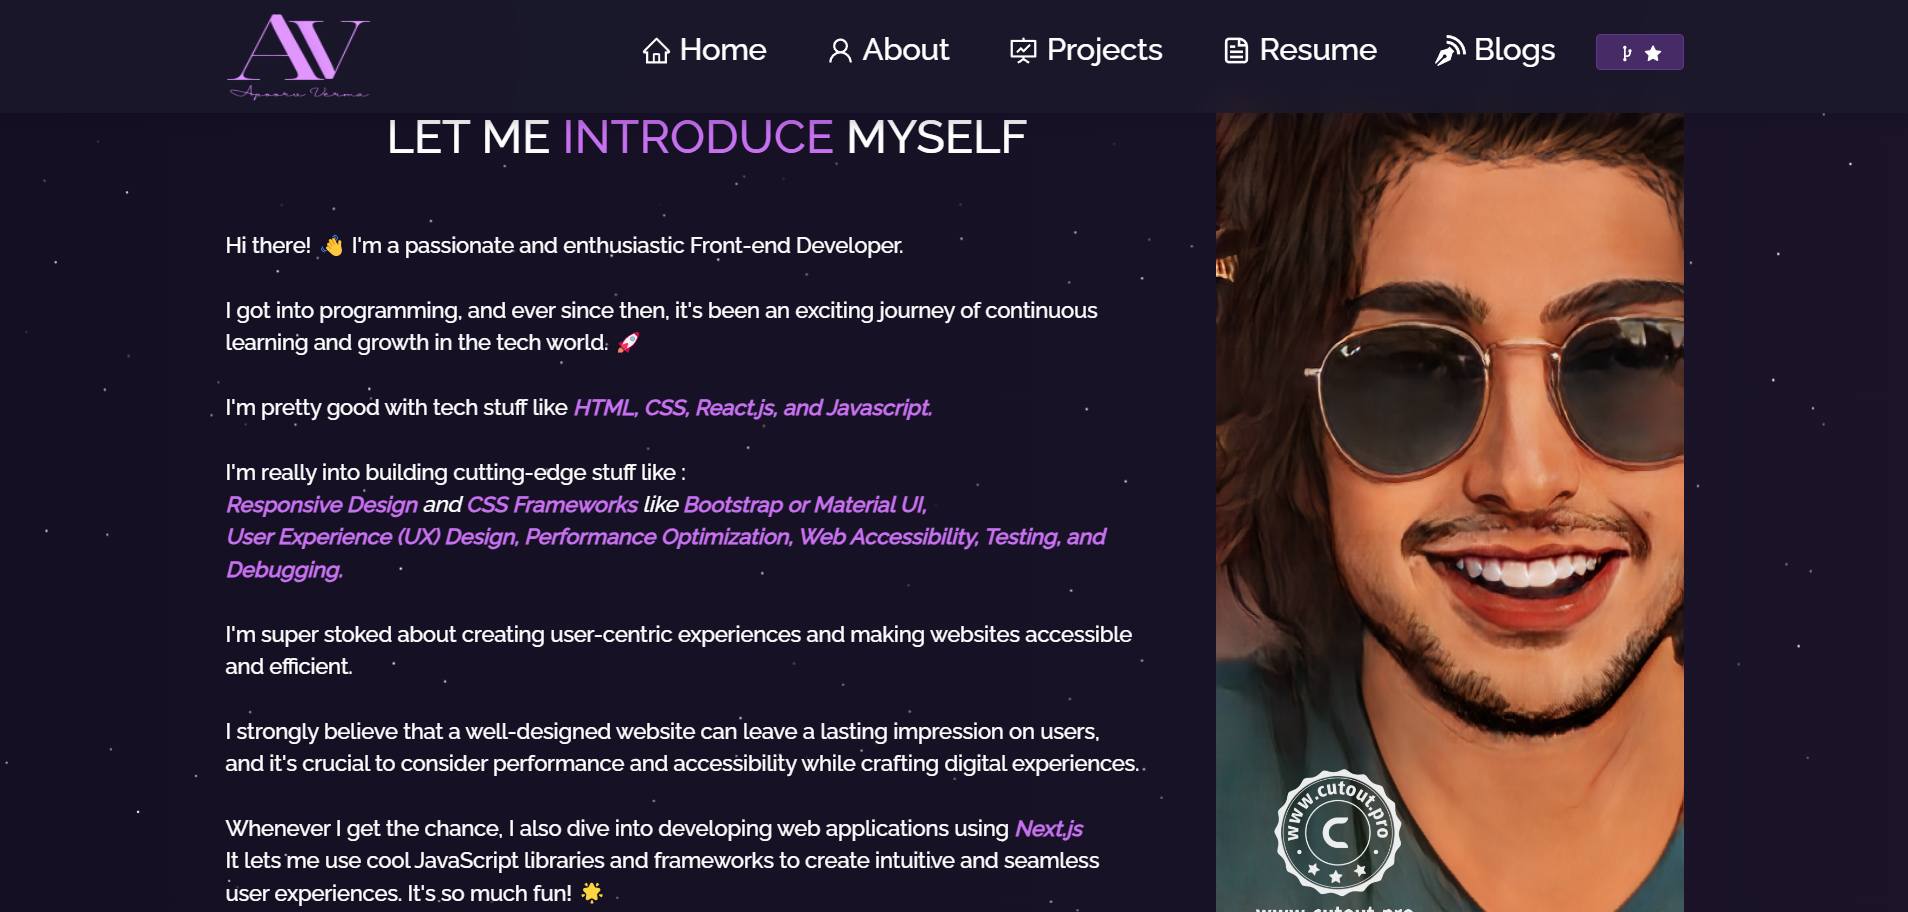 AV
Apoorv Verma
Home
About
Projects
Resume
Blogs
LET ME INTRODUCE MYSELF
Hi there! 👋 I'm a passionate and enthusiastic Front-end Developer.
I got into programming, and ever since then, it's been an exciting journey of continuous
learning and growth in the tech world. 🚀
I'm pretty good with tech stuff like HTML, CSS, React.js, and Javascript.
I'm really into building cutting-edge stuff like :
Responsive Design and CSS Frameworks like Bootstrap or Material UI,
User Experience (UX) Design, Performance Optimization, Web Accessibility, Testing, and
Debugging.
I'm super stoked about creating user-centric experiences and making websites accessible
and efficient.
I strongly believe that a well-designed website can leave a lasting impression on users,
and it's crucial to consider performance and accessibility while crafting digital experiences.
Whenever I get the chance, I also dive into developing web applications using Next.js
It lets me use cool JavaScript libraries and frameworks to create intuitive and seamless
user experiences. It's so much fun! 🌟
www.cutout.pro
C
www.cutout.pro